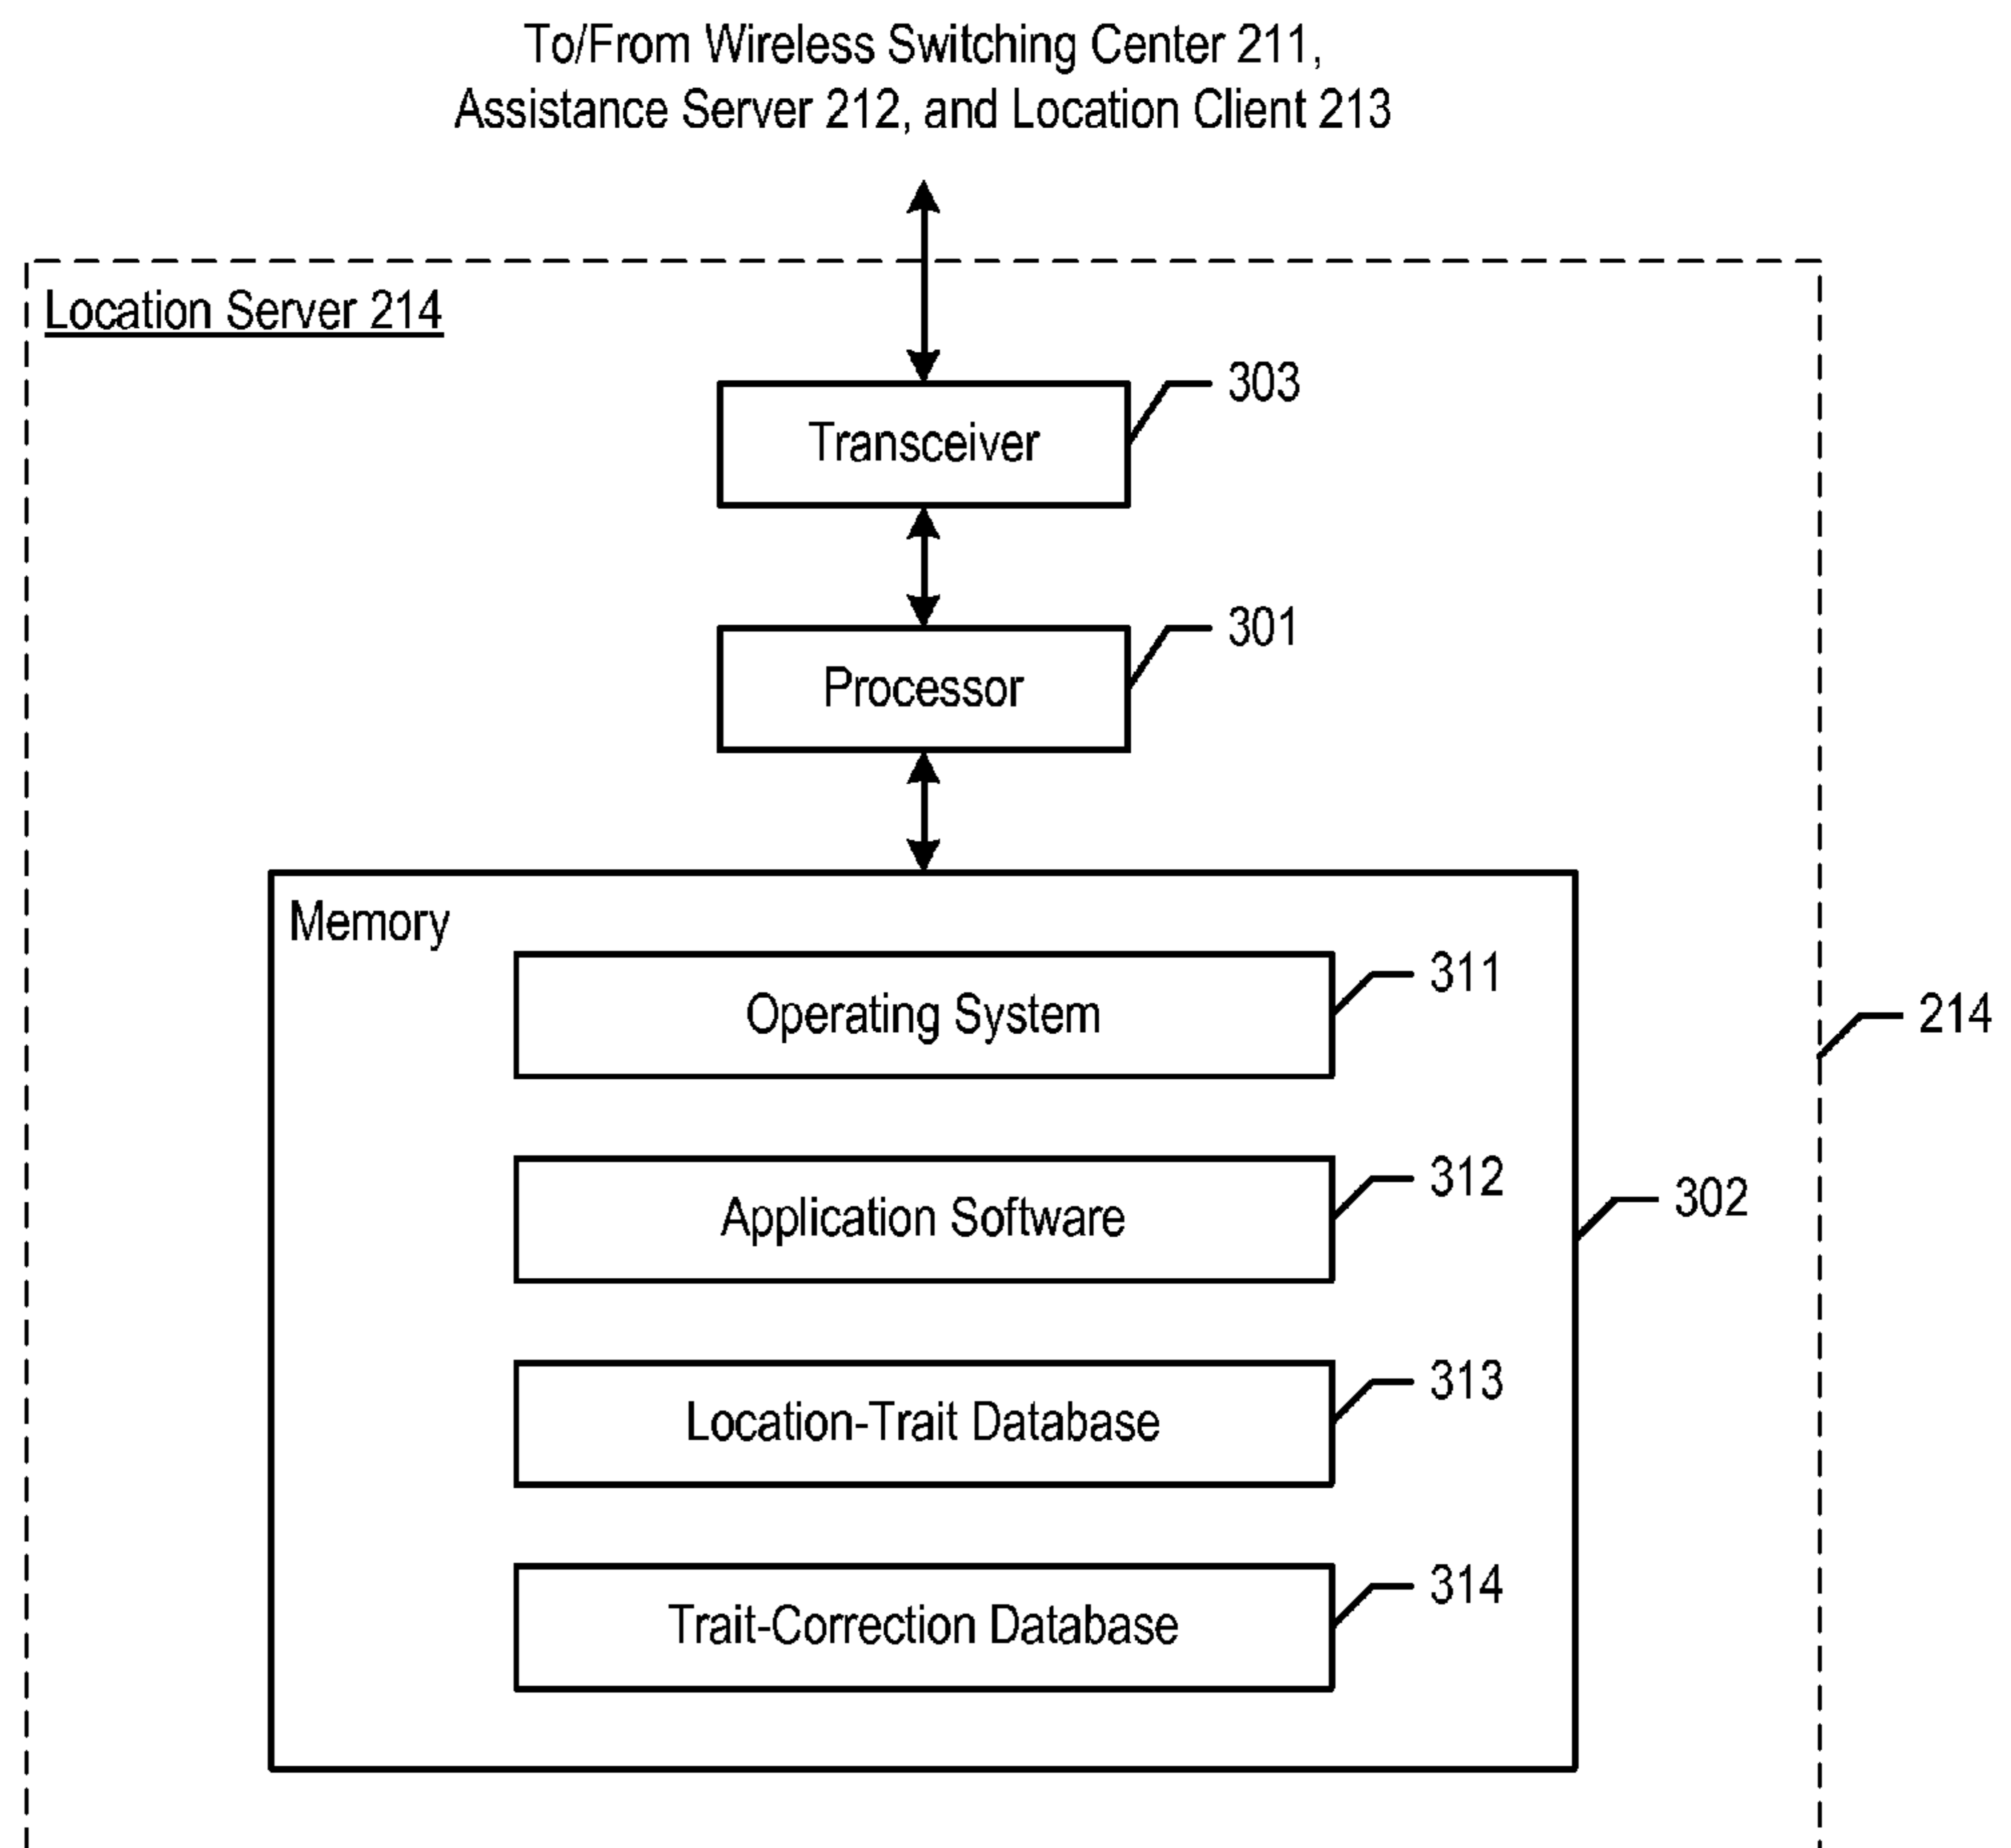 To/From Wireless Switching Center 211,
Assistance Server 212, and Location Client 213
Location Server 214
303
Transceiver
301
Processor
Memory
311
Operating System
214
312
Application Software
302
313
Location-Trait Database
314
Trait-Correction Database